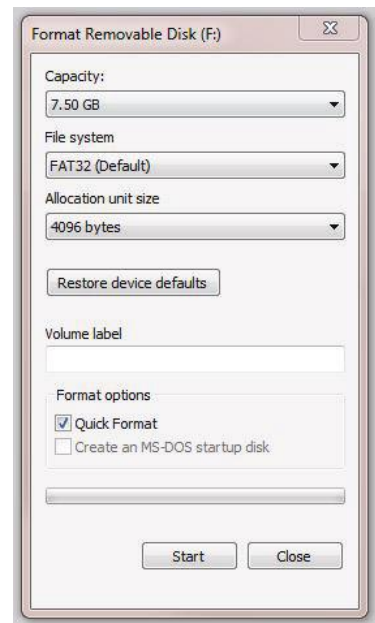 Format Removable Disk (F:)
Capacity:
7.50 GB
File system
FAT32 (Default)
Allocation unit size
4096 bytes
Restore device defaults
Volume label
Format options
Quick Format
Create an MS-DOS startup disk
Start Close